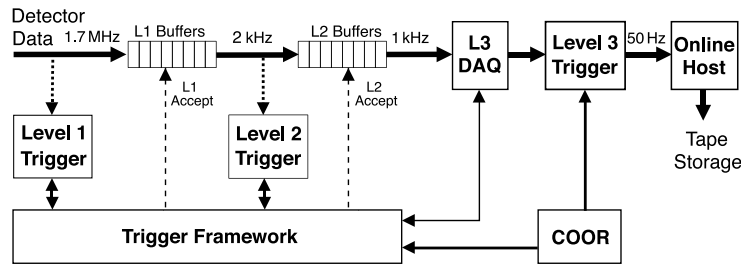 Detector
Data
1.7 MHz
L1 Buffers
2 kHz
L2 Buffers
1 kHz
L3
DAQ
Level 3
Trigger
50 Hz
Online
Host
L1
Accept
L2
Accept
Level 1
Trigger
Level 2
Trigger
Tape
Storage
Trigger Framework
COOR